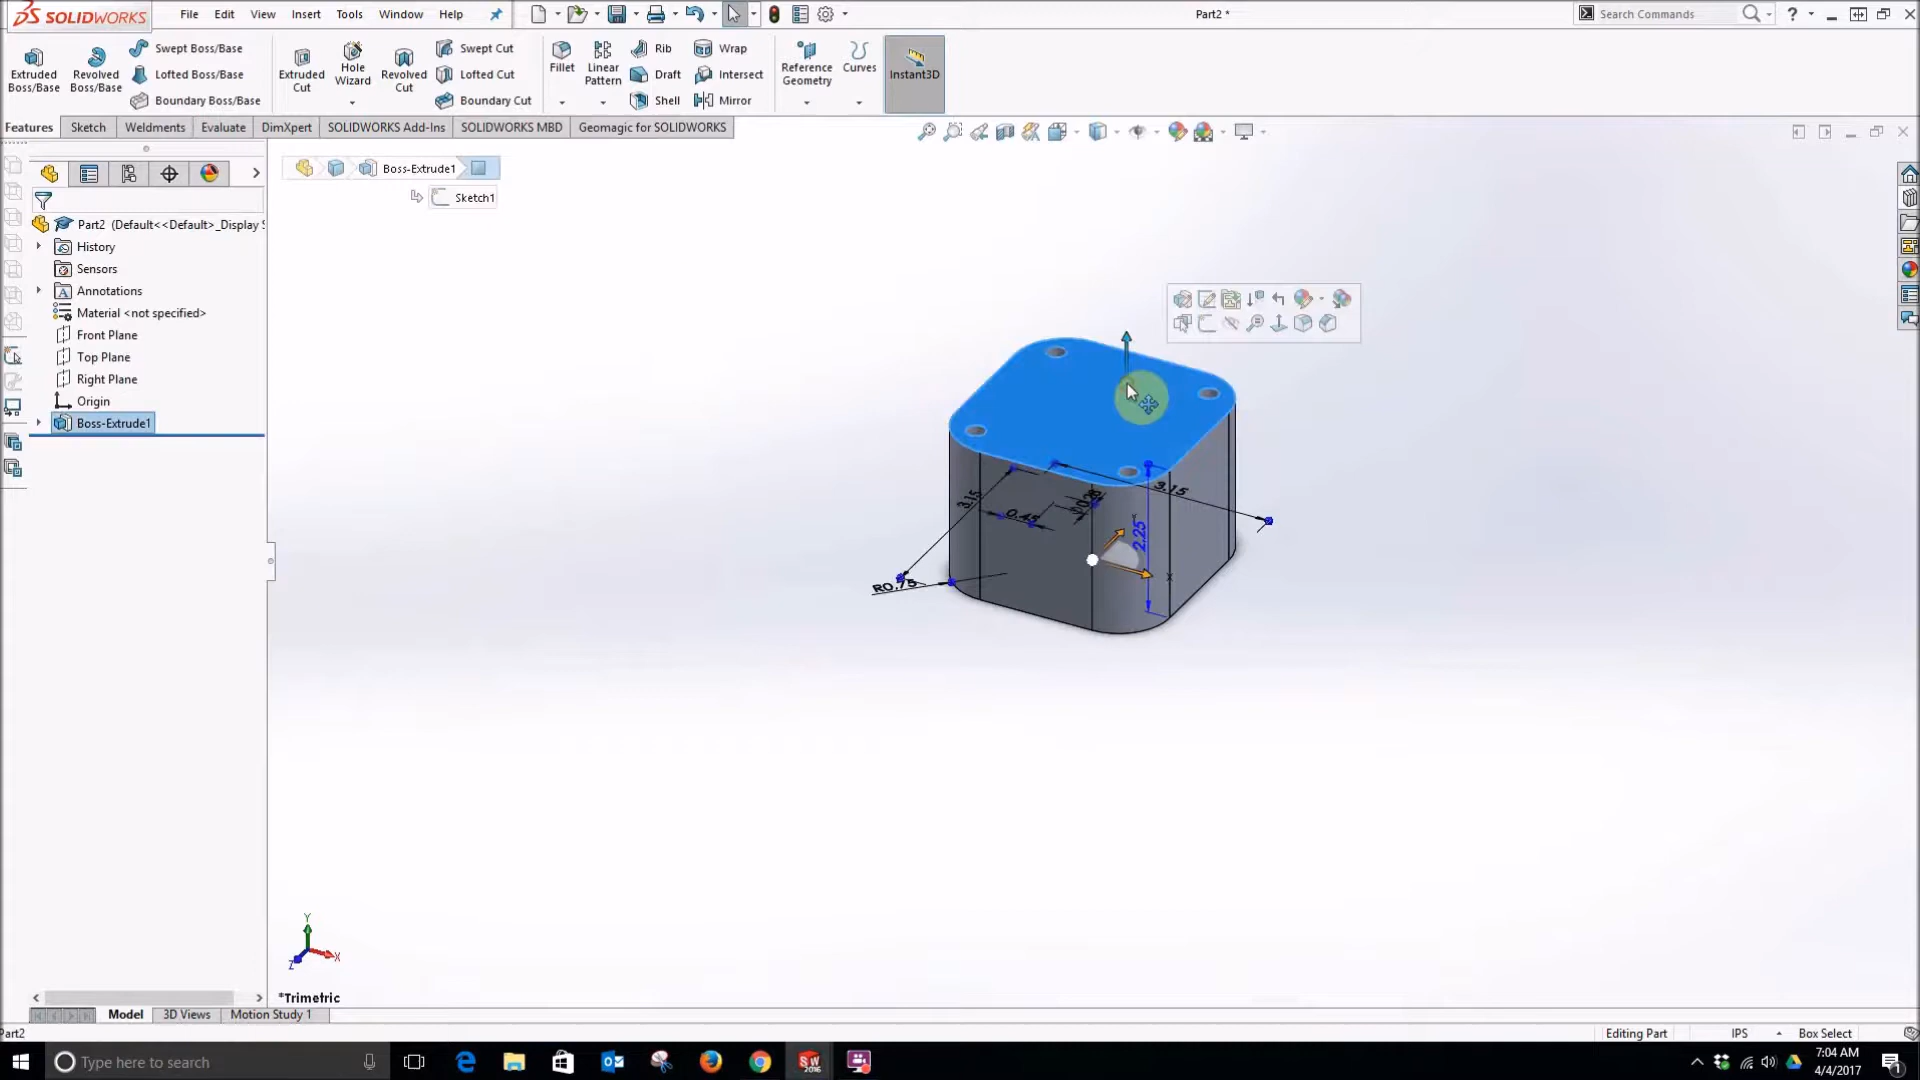 SOLIDWORKS File Edit View Insert Tools Window Help Part2 * Search Commands
Extruded Boss/Base
Revolved Boss/Base
Swept Boss/Base
Lofted Boss/Base
Boundary Boss/Base
Extruded Cut
Hole Wizard
Revolved Cut
Swept Cut
Lofted Cut
Boundary Cut
Fillet
Linear Pattern
Rib
Draft
Shell
Wrap
Intersect
Mirror
Reference Geometry
Curves
Instant3D
Features Sketch Weldments Evaluate DimXpert SOLIDWORKS Add-Ins SOLIDWORKS MBD Geomagic for SOLIDWORKS
Boss-Extrude1
Sketch1
Part2 (Default<<Default>_Display S
History
Sensors
Annotations
Material <not specified>
Front Plane
Top Plane
Right Plane
Origin
Boss-Extrude1
3.15
3.15
0.45
2.25
R0.75
X
Y
X
Z
*Trimetric
Model 3D Views Motion Study 1
Part2 Editing Part IPS Box Select
Type here to search
SW 2016
7:04 AM
4/4/2017
1